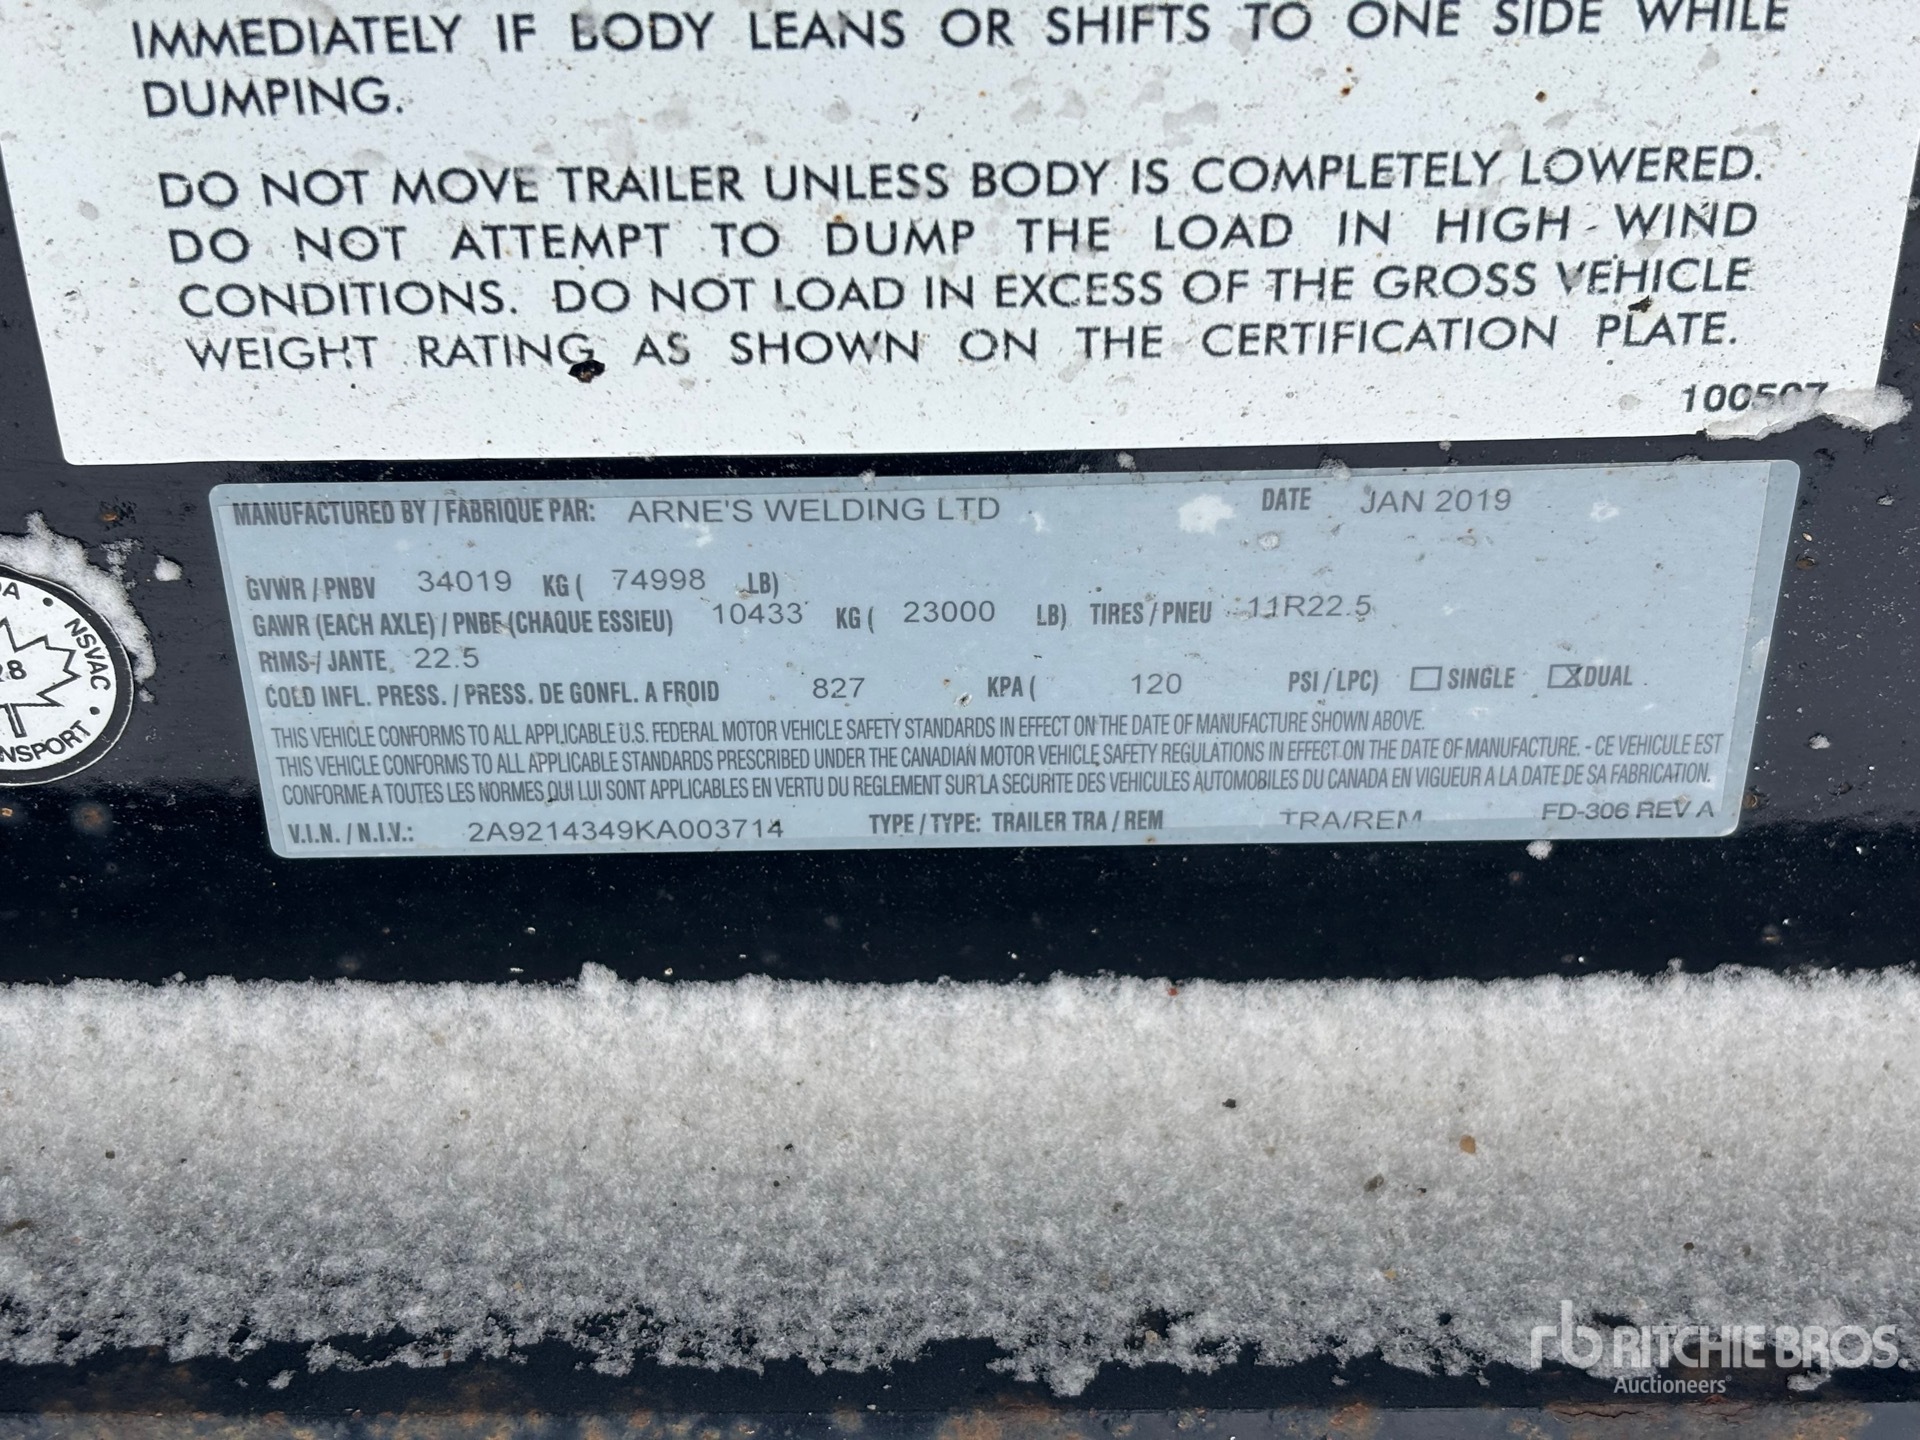 IMMEDIATELY IF BODY LEANS OR SHIFTS TO ONE SIDE WHILE
DUMPING.
DO NOT MOVE TRAILER UNLESS BODY IS COMPLETELY LOWERED.
DO NOT ATTEMPT TO DUMP THE LOAD IN HIGH WIND
CONDITIONS. DO NOT LOAD IN EXCESS OF THE GROSS VEHICLE
WEIGHT RATING AS SHOWN ON THE CERTIFICATION PLATE.
100507
MANUFACTURED BY / FABRIQUE PAR: ARNE'S WELDING LTD DATE JAN 2019
GVWR / PNBV 34019 KG ( 74998 LB)
GAWR (EACH AXLE) / PNBE (CHAQUE ESSIEU) 10433 KG ( 23000 LB) TIRES / PNEU 11R22.5
RIMS / JANTE 22.5
COLD INFL. PRESS. / PRESS. DE GONFL. A FROID 827 KPA ( 120 PSI / LPC) SINGLE DUAL
THIS VEHICLE CONFORMS TO ALL APPLICABLE U.S. FEDERAL MOTOR VEHICLE SAFETY STANDARDS IN EFFECT ON THE DATE OF MANUFACTURE SHOWN ABOVE.
THIS VEHICLE CONFORMS TO ALL APPLICABLE STANDARDS PRESCRIBED UNDER THE CANADIAN MOTOR VEHICLE SAFETY REGULATIONS IN EFFECT ON THE DATE OF MANUFACTURE. - CE VEHICULE EST
CONFORME A TOUTES LES NORMES QUI LUI SONT APPLICABLES EN VERTU DU REGLEMENT SUR LA SECURITE DES VEHICULES AUTOMOBILES DU CANADA EN VIGUEUR A LA DATE DE SA FABRICATION.
V.I.N. / N.I.V.: 2A9214349KA003714 TYPE / TYPE: TRAILER TRA / REM TRA/REM FD-306 REV A
NSVAC
rb RITCHIE BROS.
Auctioneers